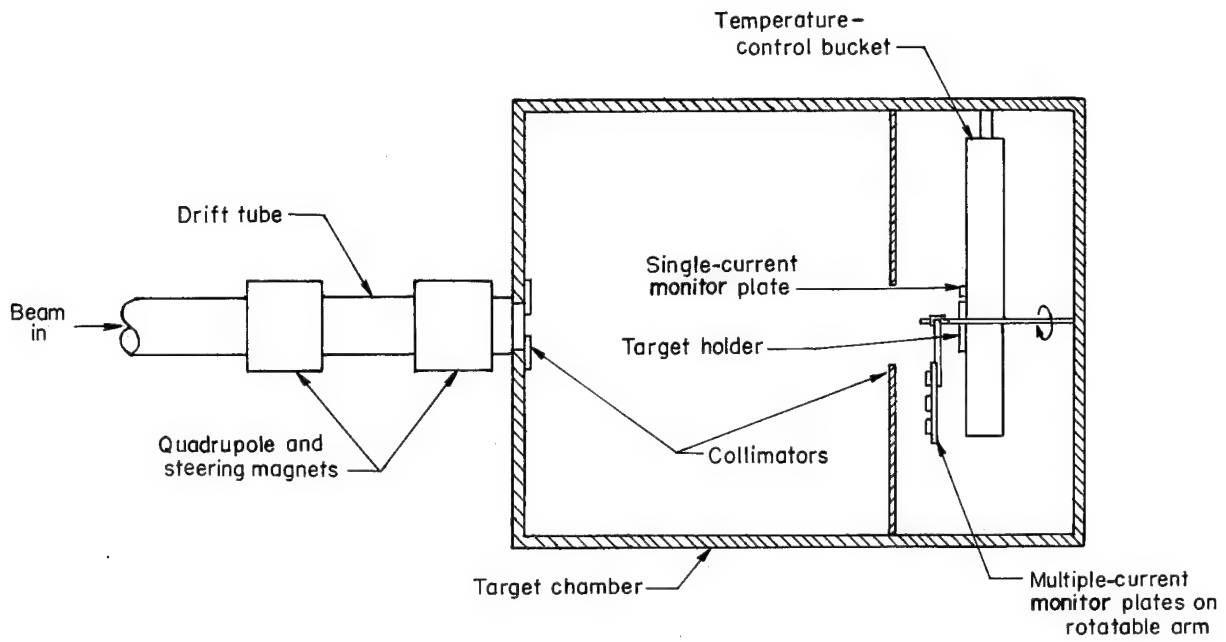 Temperature-
control bucket
Drift tube
Single-current
monitor plate
Beam
in
Target holder
Quadrupole and
steering magnets
Collimators
Target chamber
Multiple-current
monitor plates on
rotatable arm